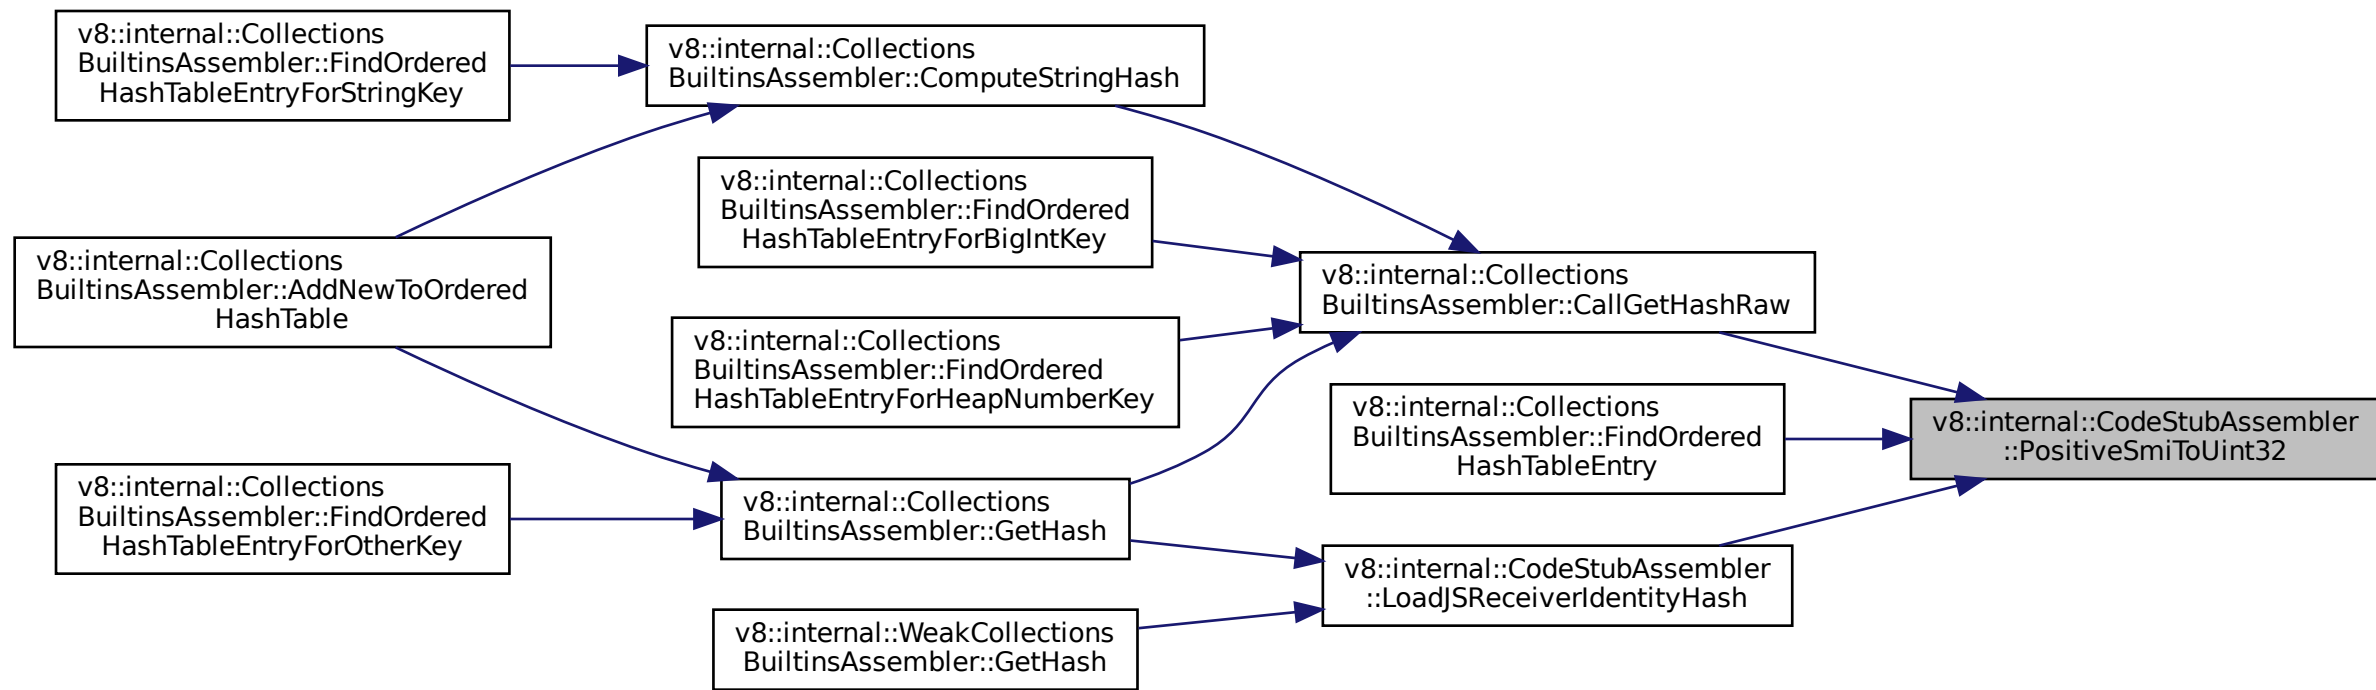 v8::internal::Collections
BuiltinsAssembler::FindOrdered
HashTableEntryForStringKey
v8::internal::Collections
BuiltinsAssembler::ComputeStringHash
v8::internal::Collections
BuiltinsAssembler::FindOrdered
HashTableEntryForBigIntKey
v8::internal::Collections
BuiltinsAssembler::AddNewToOrdered
HashTable
v8::internal::Collections
BuiltinsAssembler::CallGetHashRaw
v8::internal::Collections
BuiltinsAssembler::FindOrdered
HashTableEntryForHeapNumberKey
v8::internal::Collections
BuiltinsAssembler::FindOrdered
HashTableEntry
v8::internal::CodeStubAssembler
::PositiveSmiToUint32
v8::internal::Collections
BuiltinsAssembler::FindOrdered
HashTableEntryForOtherKey
v8::internal::Collections
BuiltinsAssembler::GetHash
v8::internal::CodeStubAssembler
::LoadJSReceiverIdentityHash
v8::internal::WeakCollections
BuiltinsAssembler::GetHash